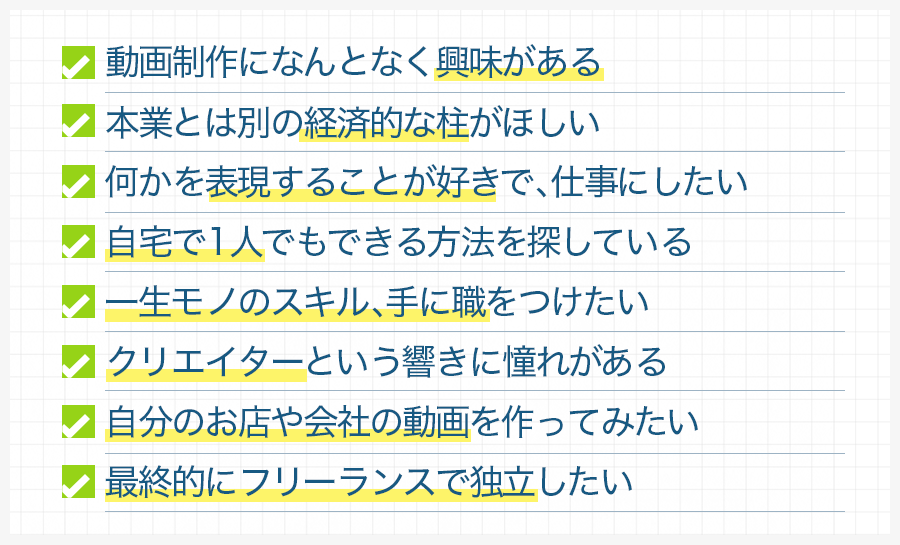 動画制作になんとなく興味がある
本業とは別の経済的な柱がほしい
何かを表現することが好きで、仕事にしたい
自宅で1人でもできる方法を探している
一生モノのスキル、手に職をつけたい
クリエイターという響きに憧れがある
自分のお店や会社の動画を作ってみたい
最終的にフリーランスで独立したい